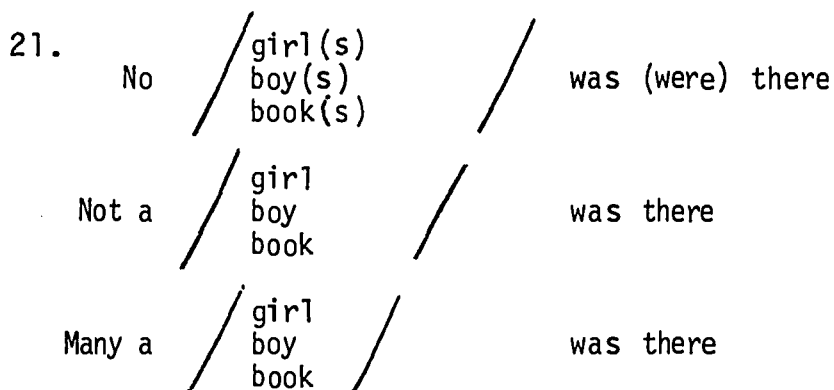 21.
girl(s)
No / boy(s) / was (were) there
book(s)
girl
Not a / boy / was there
book
girl
Many a / boy / was there
book